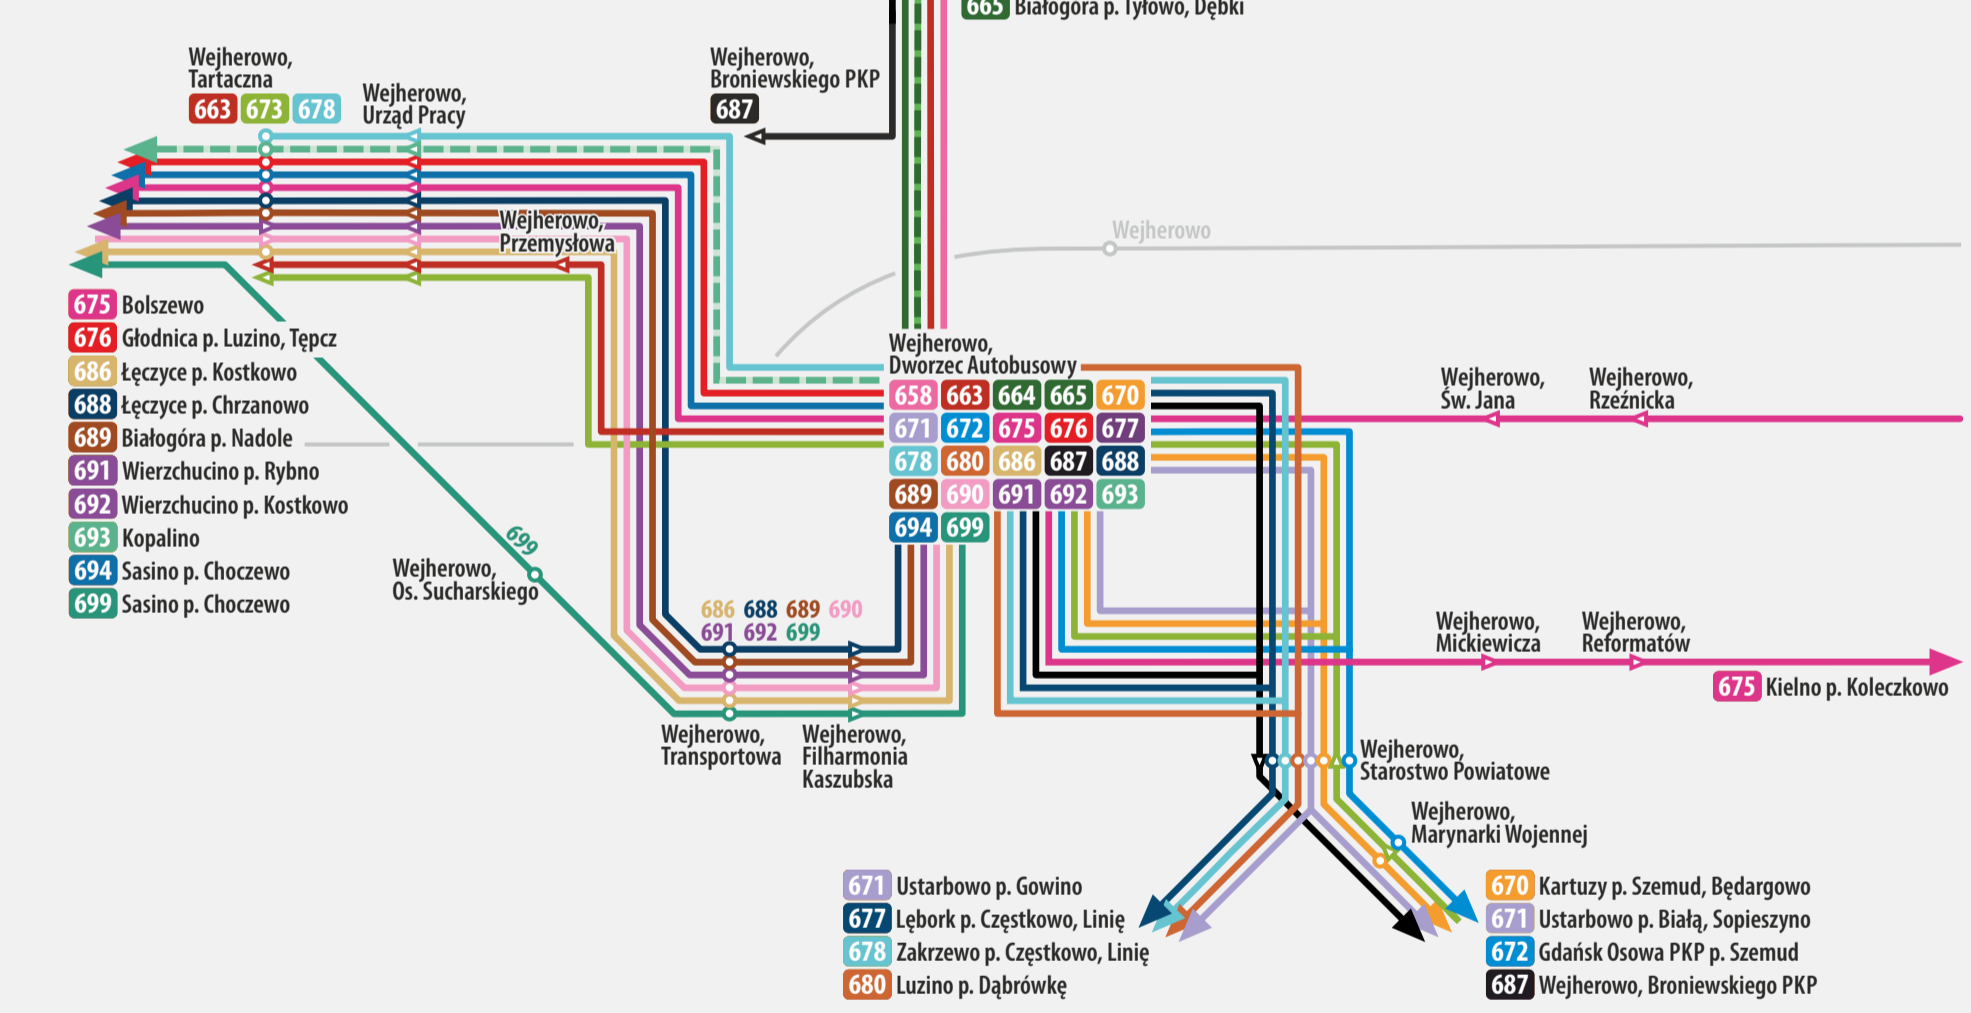 665 Białogóra p. Tyłowo, Dębki
Wejherowo,
Tartaczna
663 673 678
Wejherowo,
Urząd Pracy
Wejherowo,
Broniewskiego PKP
687
Wejherowo,
Przemysłowa
Wejherowo
675 Bolszewo
676 Głodnica p. Luzino, Tępcz
686 Łęczyce p. Kostkowo
688 Łęczyce p. Chrzanowo
689 Białogóra p. Nadole
691 Wierzchucino p. Rybno
692 Wierzchucino p. Kostkowo
693 Kopalino
694 Sasino p. Choczewo
699 Sasino p. Choczewo
Wejherowo,
Dworzec Autobusowy
658 663 664 665 670
671 672 675 676 677
678 680 686 687 688
689 690 691 692 693
694 699
Wejherowo,
Św. Jana
Wejherowo,
Rzeźnicka
699
Wejherowo,
Os. Sucharskiego
686 688 689 690
691 692 699
Wejherowo,
Transportowa
Wejherowo,
Filharmonia
Kaszubska
Wejherowo,
Mickiewicza
Wejherowo,
Reformatów
675 Kielno p. Koleczkowo
Wejherowo,
Starostwo Powiatowe
Wejherowo,
Marynarki Wojennej
671 Ustarbowo p. Gowino
677 Lębork p. Częstkowo, Linię
678 Zakrzewo p. Częstkowo, Linię
680 Luzino p. Dąbrówkę
670 Kartuzy p. Szemud, Będargowo
671 Ustarbowo p. Białą, Sopieszyno
672 Gdańsk Osowa PKP p. Szemud
687 Wejherowo, Broniewskiego PKP